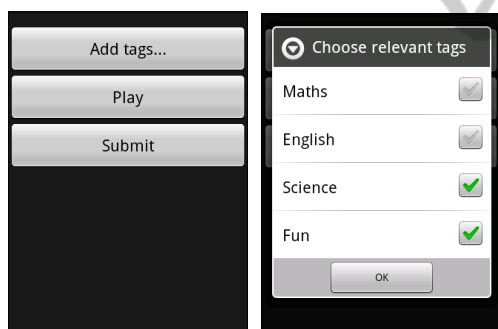 Add tags...
Play
Submit
Choose relevant tags
Maths
English
Science
Fun
OK